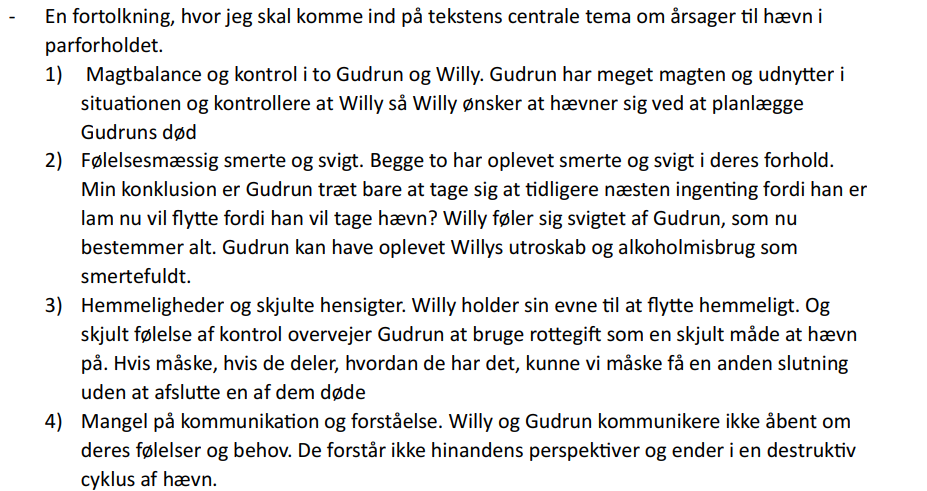 - En fortolkning, hvor jeg skal komme ind på tekstens centrale tema om årsager til hævn i
parforholdet.
1) Magtbalance og kontrol i to Gudrun og Willy. Gudrun har meget magten og udnytter i
situationen og kontrollere at Willy så Willy ønsker at hævner sig ved at planlægge
Gudruns død
2) Følelsesmæssig smerte og svigt. Begge to har oplevet smerte og svigt i deres forhold.
Min konklusion er Gudrun træt bare at tage sig at tidligere næsten ingenting fordi han er
lam nu vil flytte fordi han vil tage hævn? Willy føler sig svigtet af Gudrun, som nu
bestemmer alt. Gudrun kan have oplevet Willys utroskab og alkoholmisbrug som
smertefuldt.
3) Hemmeligheder og skjulte hensigter. Willy holder sin evne til at flytte hemmeligt. Og
skjult følelse af kontrol overvejer Gudrun at bruge rottegift som en skjult måde at hævn
på. Hvis måske, hvis de deler, hvordan de har det, kunne vi måske få en anden slutning
uden at afslutte en af dem døde
4) Mangel på kommunikation og forståelse. Willy og Gudrun kommunikere ikke åbent om
deres følelser og behov. De forstår ikke hinandens perspektiver og ender i en destruktiv
cyklus af hævn.